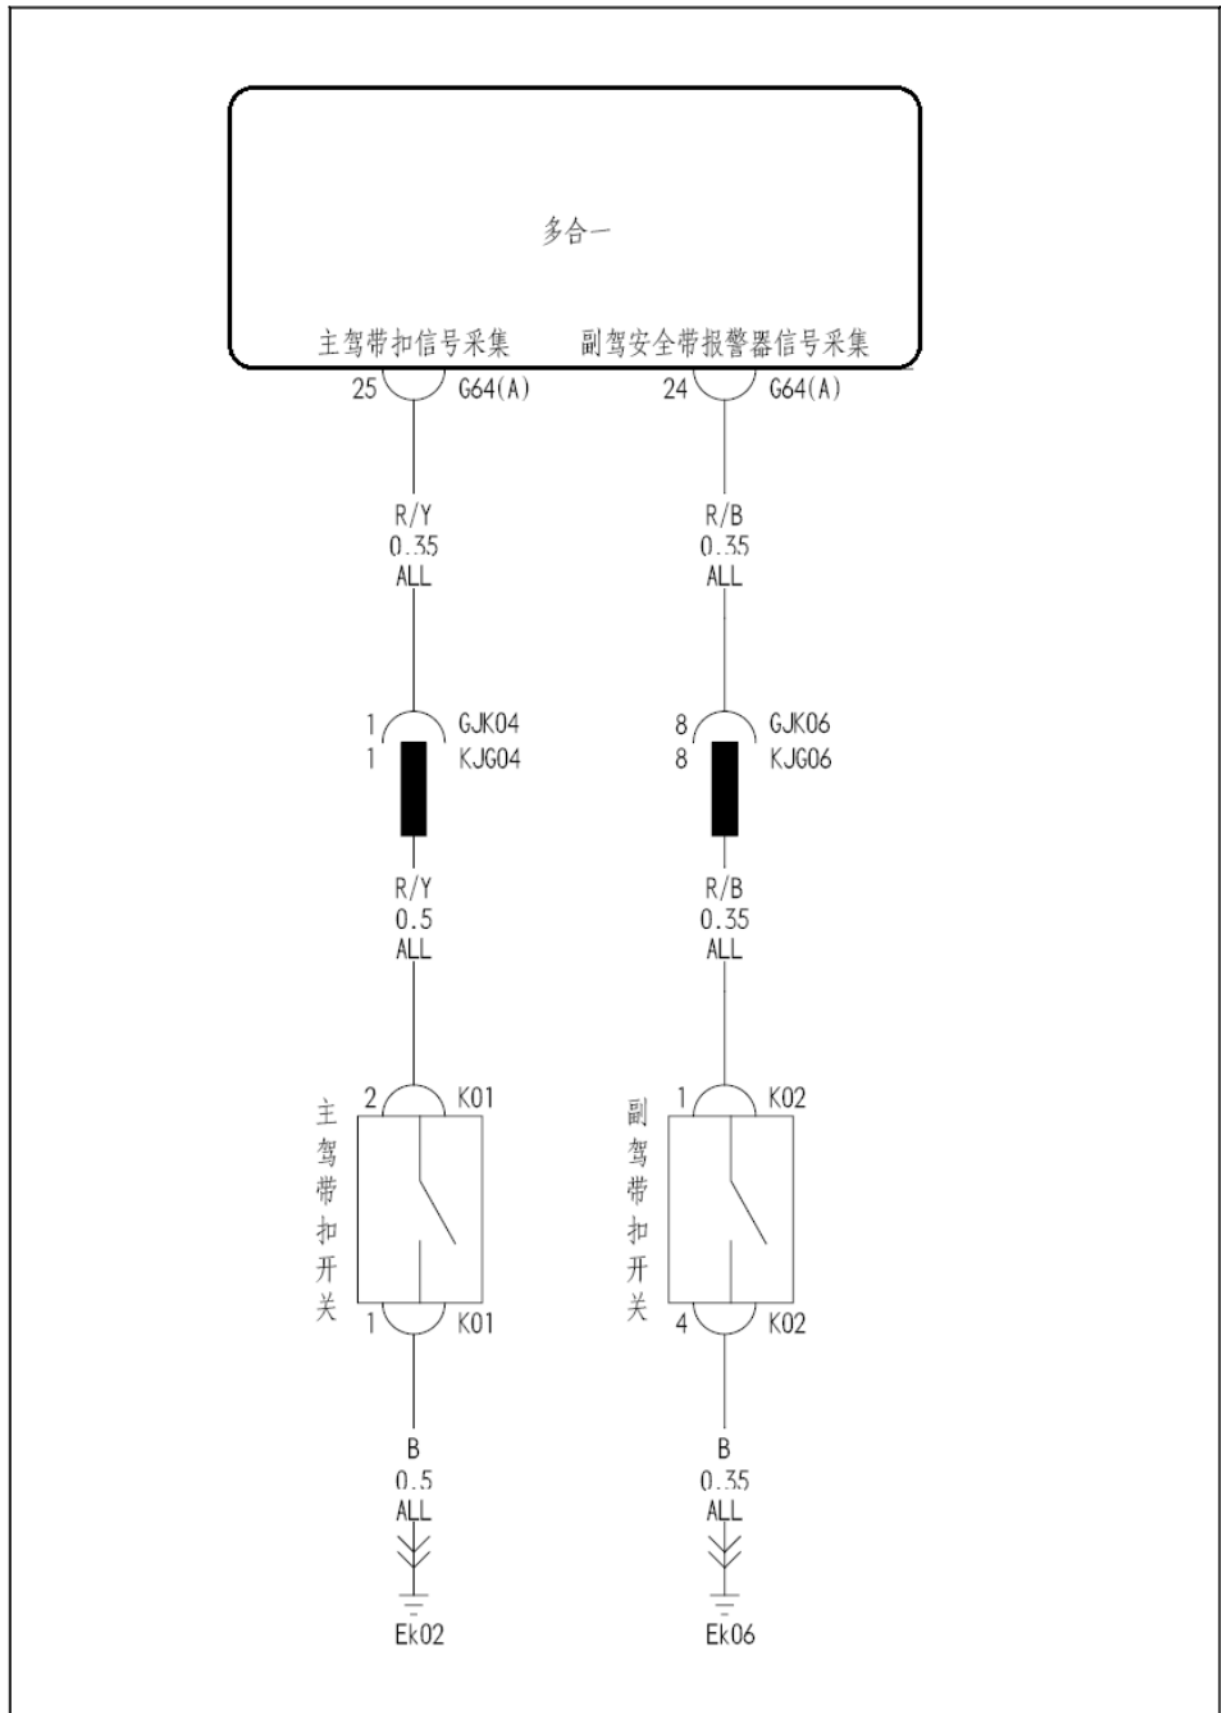 多合一
主驾带扣信号采集 副驾安全带报警器信号采集
25 G64(A) 24 G64(A)
R/Y R/B
0.35 0.35
ALL ALL
1 GJK04 8 GJK06
1 KJG04 8 KJG06
R/Y R/B
0.5 0.35
ALL ALL
2 K01 1 K02
主驾带扣开关
副驾带扣开关
1 K01 4 K02
B B
0.5 0.35
ALL ALL
Ek02 Ek06